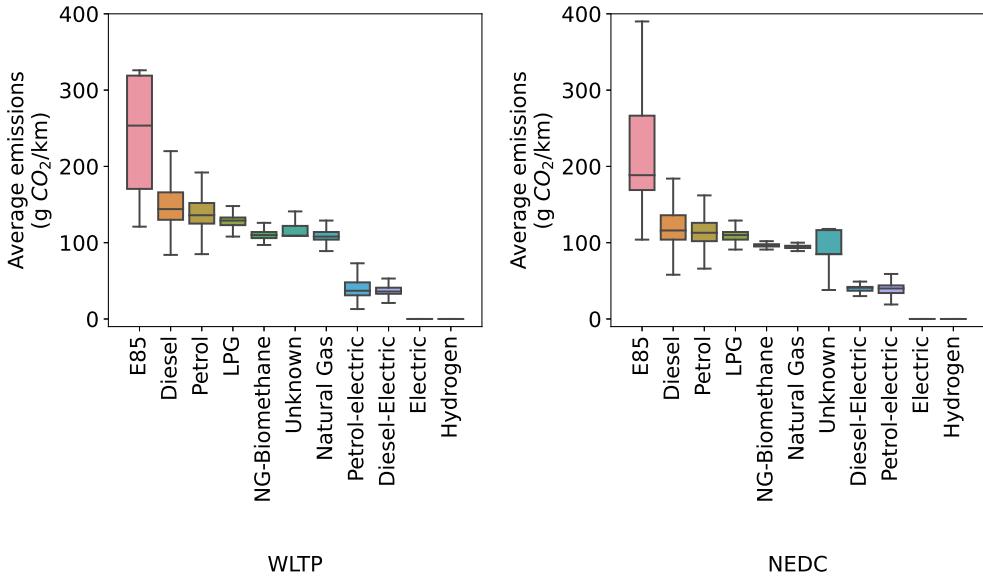 Average emissions
(g CO₂/km)
400
300
200
100
0
E85
Diesel
Petrol
LPG
NG-Biomethane
Unknown
Natural Gas
Petrol-electric
Diesel-Electric
Electric
Hydrogen
WLTP
Average emissions
(g CO₂/km)
400
300
200
100
0
E85
Diesel
Petrol
LPG
NG-Biomethane
Natural Gas
Unknown
Diesel-Electric
Petrol-electric
Electric
Hydrogen
NEDC